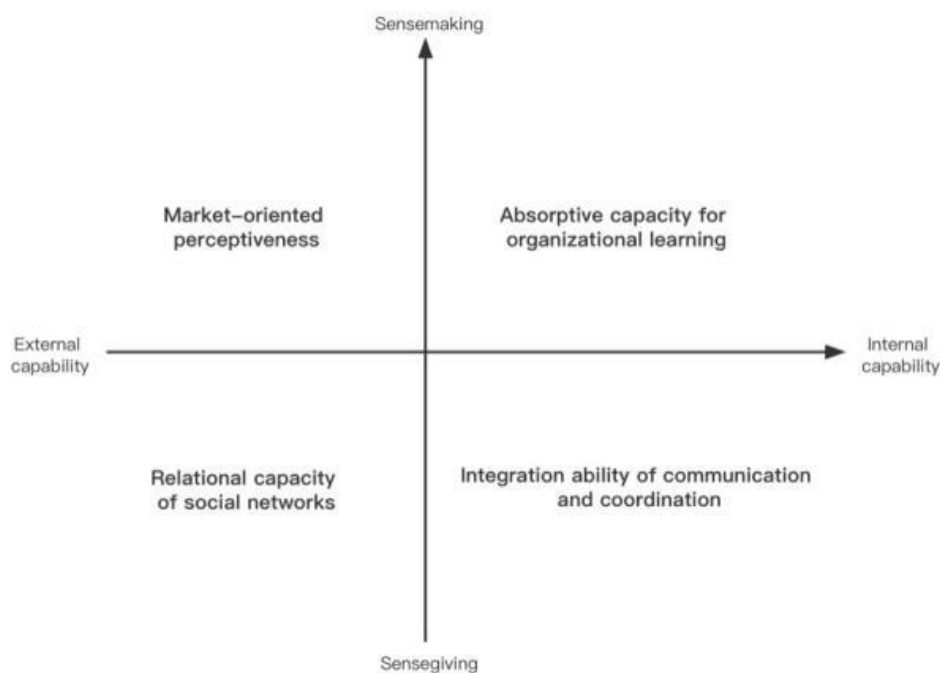 Sensemaking
Market-oriented
perceptiveness
Absorptive capacity for
organizational learning
External
capability
Internal
capability
Relational capacity
of social networks
Integration ability of communication
and coordination
Sensegiving